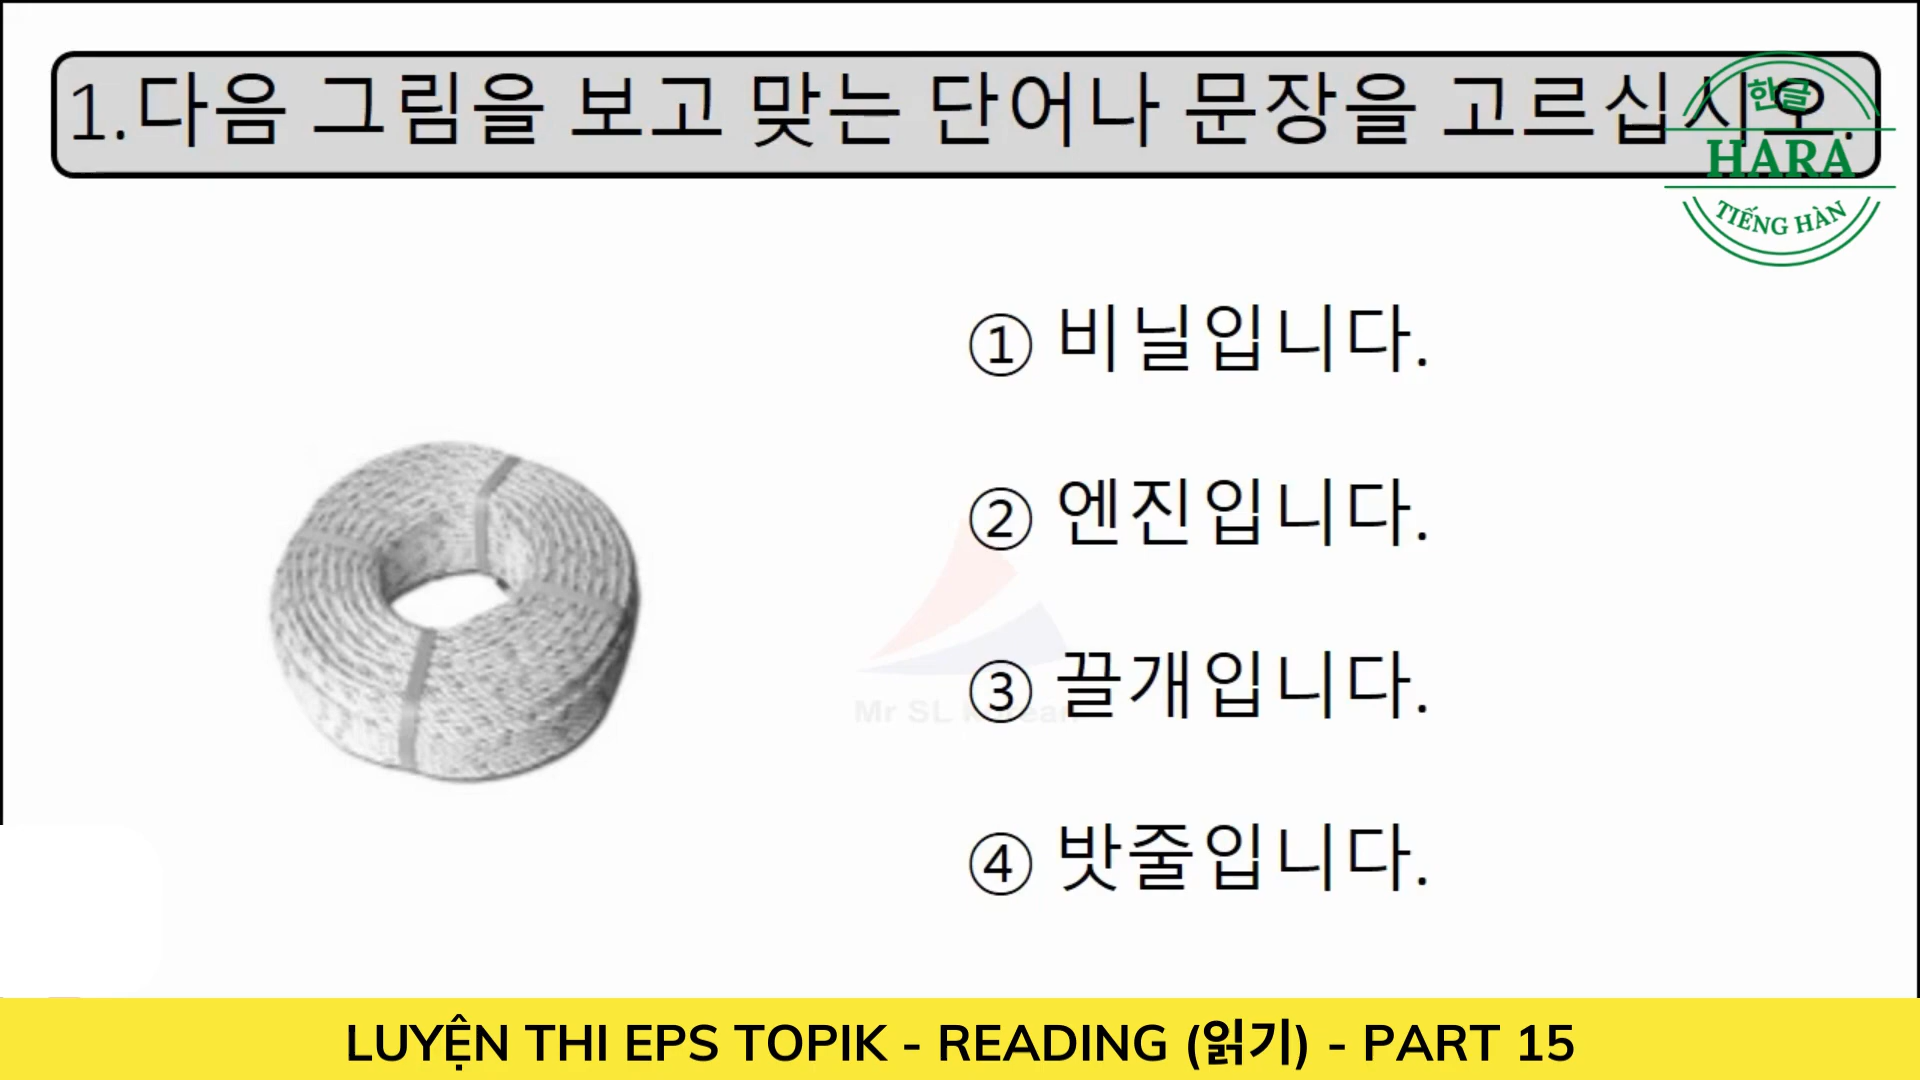 1.다음 그림을 보고 맞는 단어나 문장을 고르십시오.
한글
HARA
TIẾNG HÀN
① 비닐입니다.
② 엔진입니다.
③ 끌개입니다.
④ 밧줄입니다.
Mr SL Korean
LUYỆN THI EPS TOPIK - READING (읽기) - PART 15